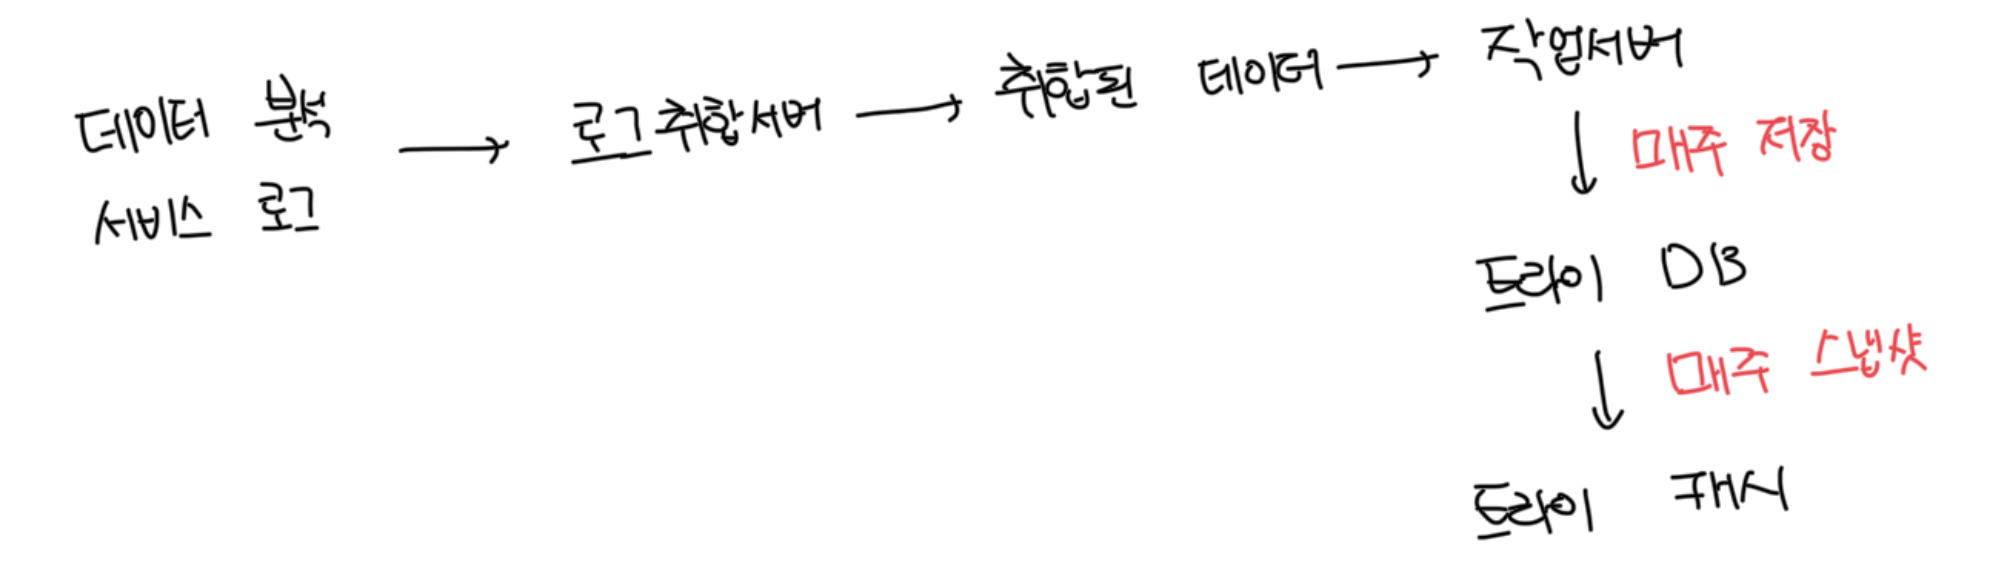 데이터 분석
서비스 로그
로그 취합서버
취합된 데이터
작업서버
매주 저장
트라이 DB
매주 스냅샷
트라이 캐시